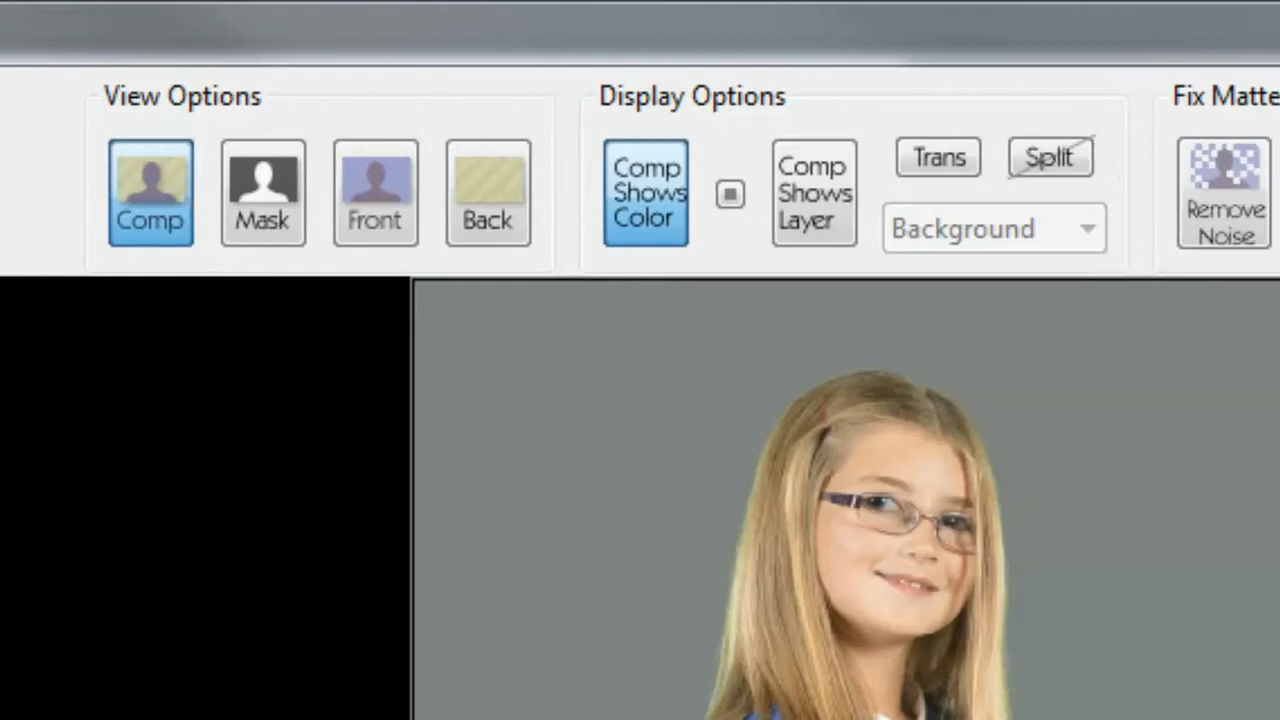 View Options
Display Options
Fix Matte
Comp
Mask
Front
Back
Comp
Shows
Color
Comp
Shows
Layer
Trans
Split
Background
Remove
Noise